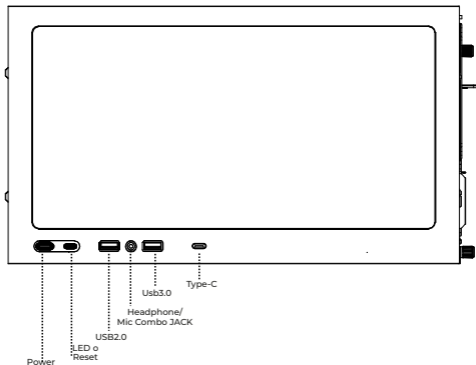 Type-C
Usb3.0
Headphone/
Mic Combo JACK
USB2.0
LED o
Reset
Power